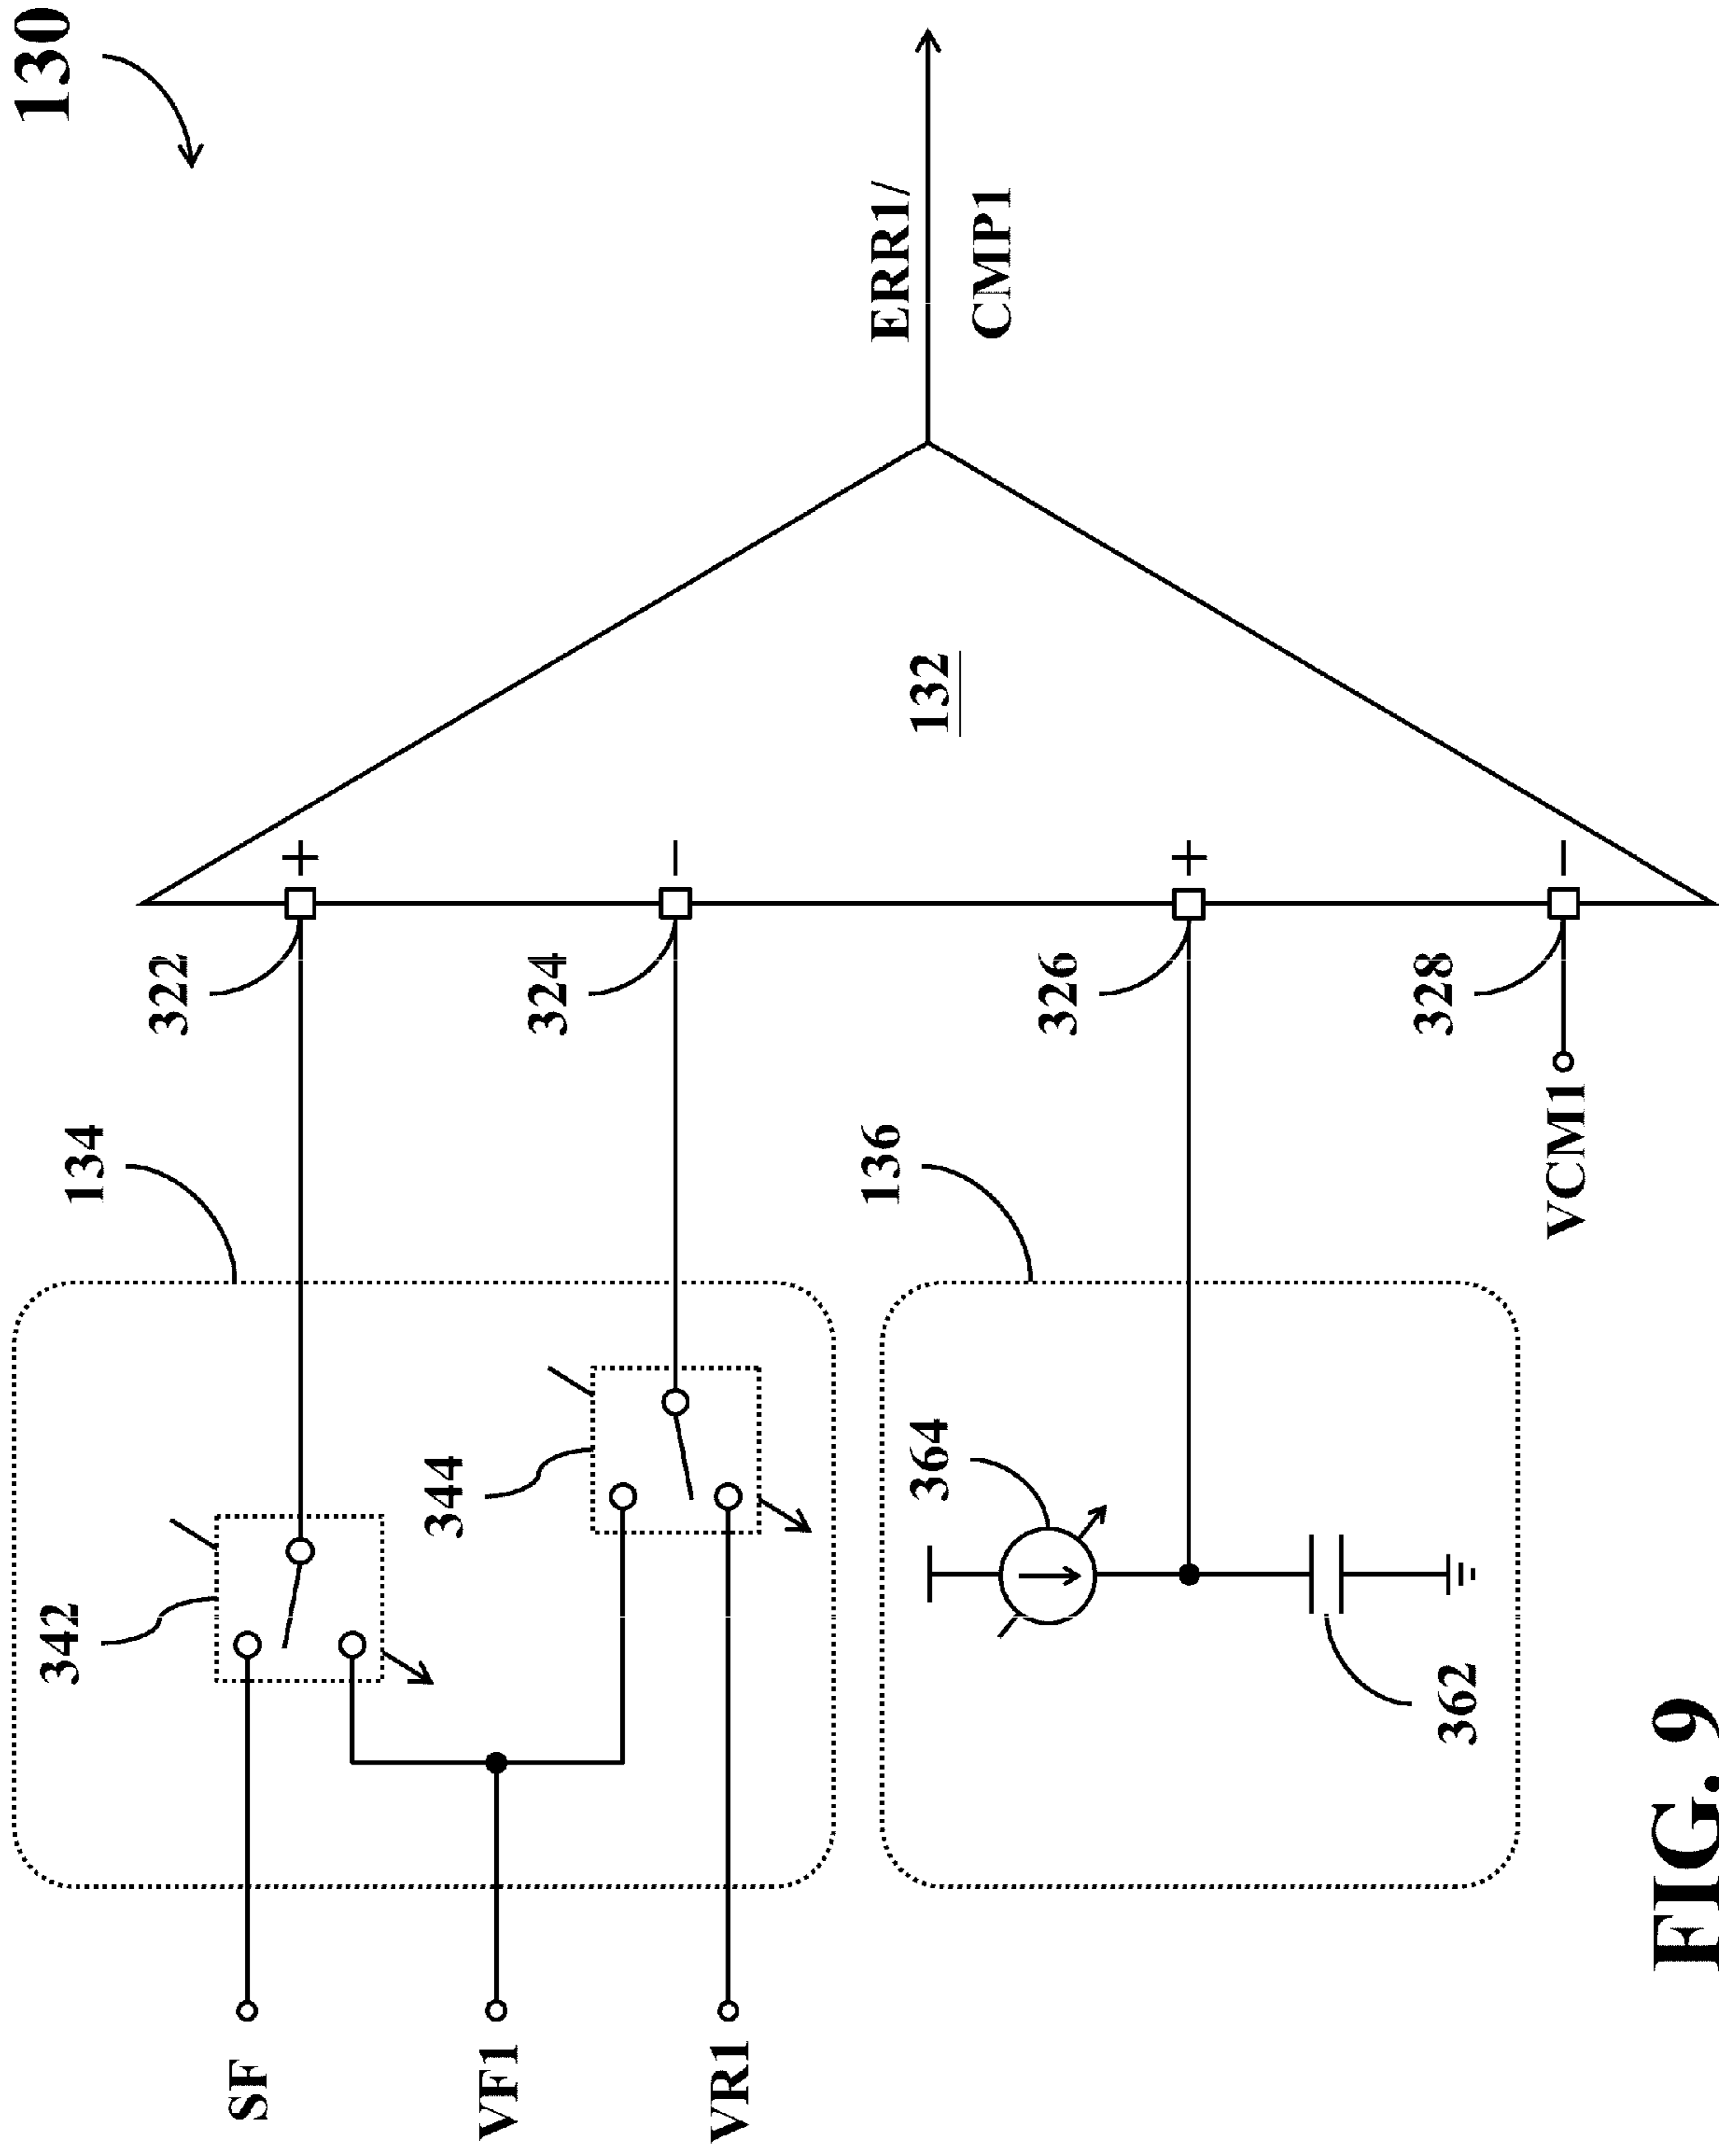 130
134
342
322
SF
+
344
324
VF1
−
VR1
ERR1/
132
CMP1
136
364
326
+
362
328
VCM1
−
FIG. 9